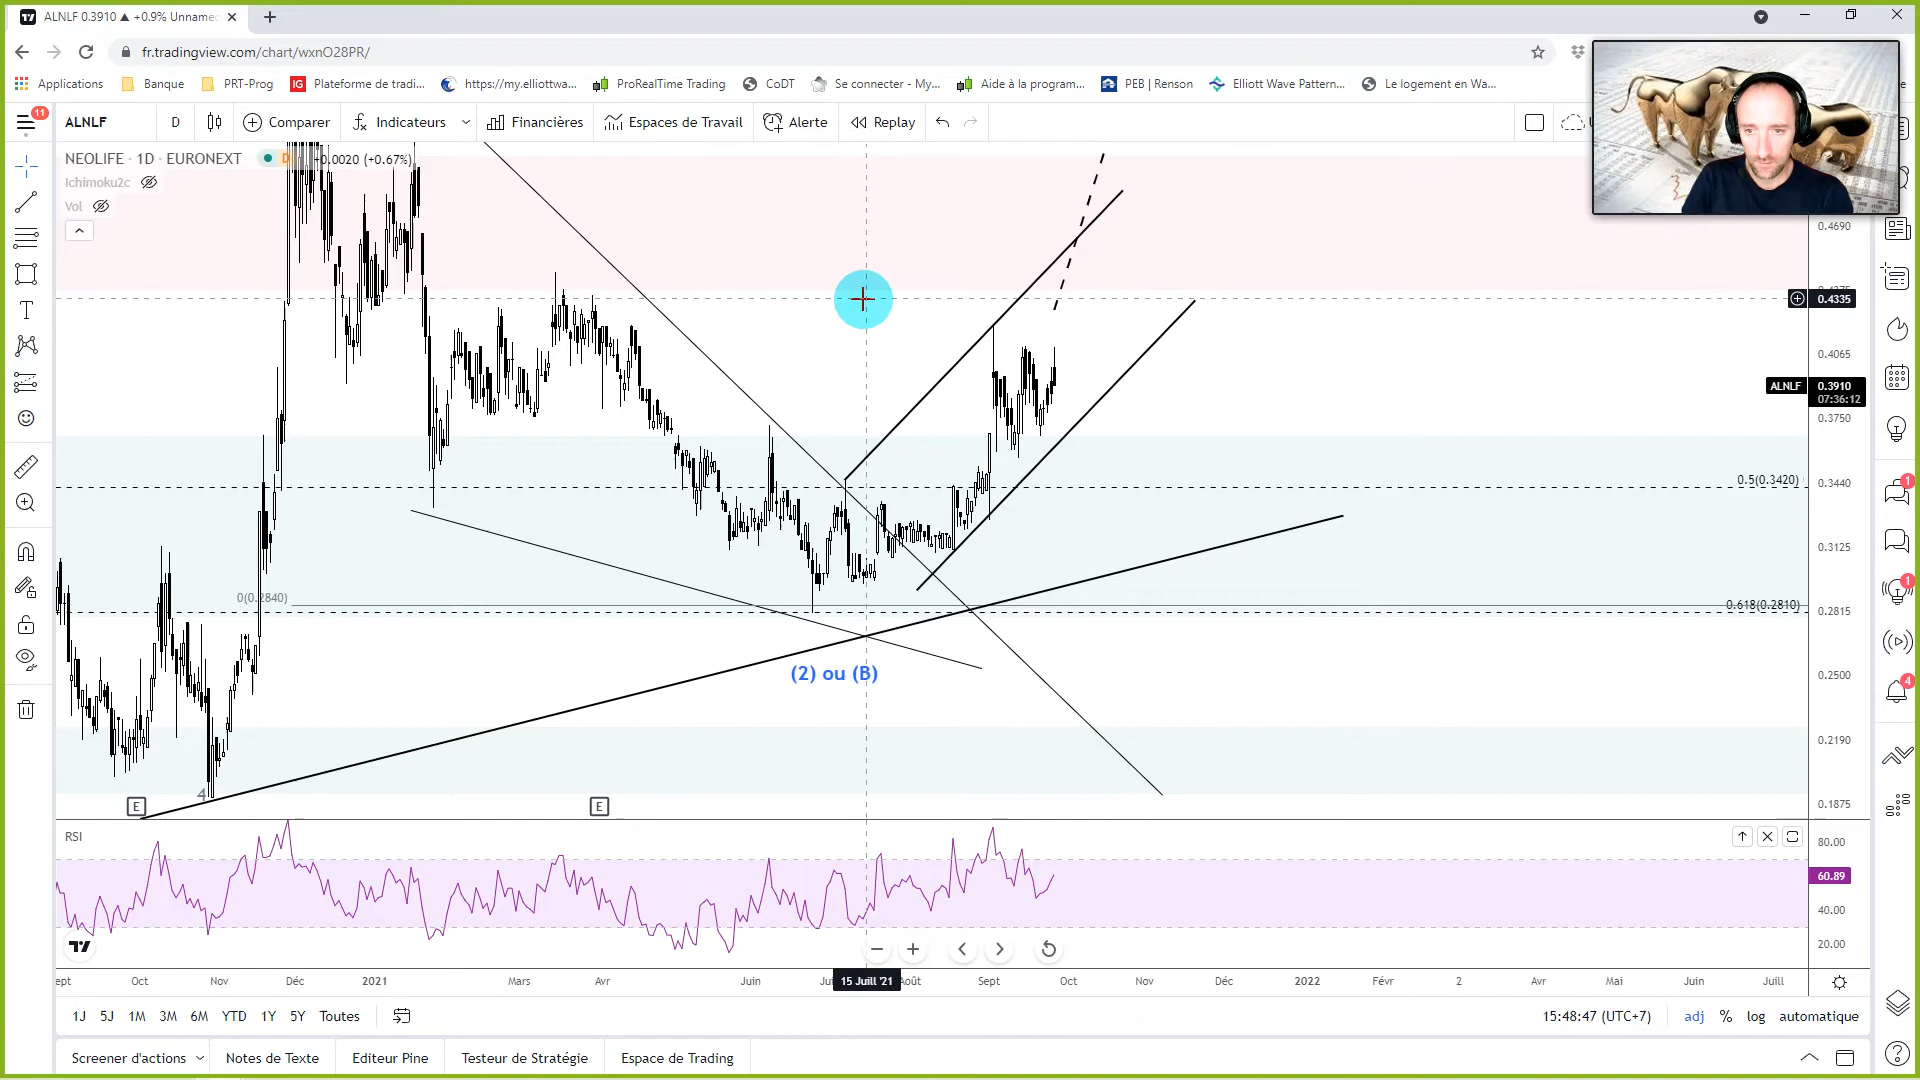 ALNLF 0.3910 ▲ +0.9% Unname
fr.tradingview.com/chart/wxnO28PR/
Applications
Banque
PRT-Prog
IG
Plateforme de tradi...
https://my.elliottwa...
ProRealTime Trading
CoDT
Se connecter - My...
Aide à la program...
PEB | Renson
Elliott Wave Pattern...
Le logement en Wa...
11
ALNLF
D
Comparer
Indicateurs
Financières
Espaces de Travail
Alerte
Replay
NEOLIFE · 1D · EURONEXT
D
+0.0020 (+0.67%)
Ichimoku2c
Vol
0.4690
0.4335
0.4065
ALNLF
0.3910
07:36:12
0.3750
0.5(0.3420)
0.3440
0.3125
0(0.2840)
0.618(0.2810)
0.2815
0.2500
(2) ou (B)
0.2190
4
0.1875
E
E
1
1
4
RSI
80.00
60.89
40.00
20.00
Oct
Nov
Déc
2021
Mars
Avr
Juin
15 Juill '21
Août
Sept
Oct
Nov
Déc
2022
Févr
2
Avr
Mai
Juin
Juill
1J
5J
1M
3M
6M
YTD
1Y
5Y
Toutes
15:48:47 (UTC+7)
adj
%
log
automatique
Screener d'actions
Notes de Texte
Editeur Pine
Testeur de Stratégie
Espace de Trading